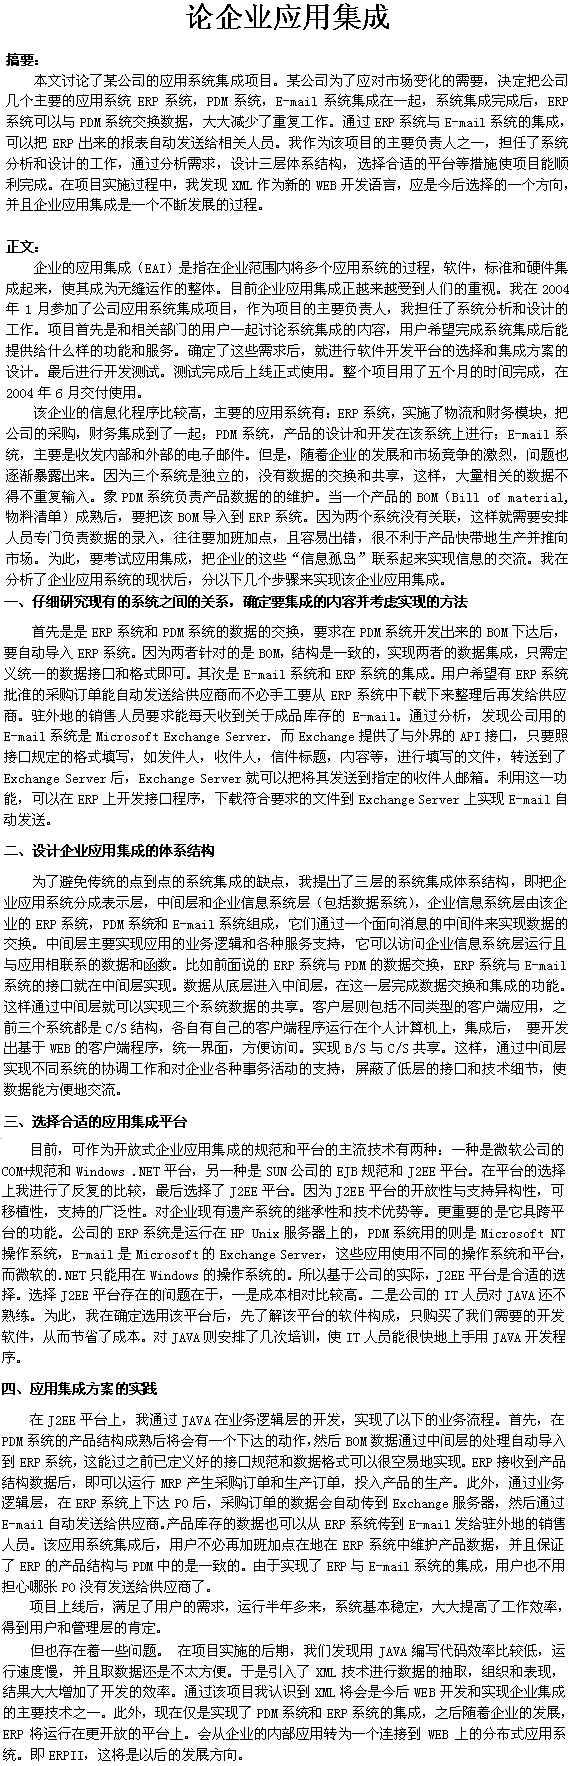 论企业应用集成
摘要：
本文讨论了某公司的应用系统集成项目。某公司为了应对市场变化的需要，决定把公司
几个主要的应用系统 ERP 系统，PDM 系统，E-mail 系统集成在一起，系统集成完成后，ERP
系统可以与 PDM 系统交换数据，大大减少了重复工作。通过 ERP 系统与 E-mail 系统的集成，
可以把 ERP 出来的报表自动发送给相关人员。我作为该项目的主要负责人之一，担任了系统
分析和设计的工作，通过分析需求，设计三层体系结构，选择合适的平台等措施使项目能顺
利完成。在项目实施过程中，我发现 XML 作为新的 WEB 开发语言，应是今后选择的一个方向，
并且企业应用集成是一个不断发展的过程。
正文：
企业的应用集成（EAI）是指在企业范围内将多个应用系统的过程，软件，标准和硬件集
成起来，使其成为无缝运作的整体。目前企业应用集成正越来越受到人们的重视。我在 2004
年 1 月参加了公司应用系统集成项目，作为项目的主要负责人，我担任了系统分析和设计的
工作。项目首先是和相关部门的用户一起讨论系统集成的内容，用户希望完成系统集成后能
提供给什么样的功能和服务。确定了这些需求后，就进行软件开发平台的选择和集成方案的
设计。最后进行开发测试。测试完成后上线正式使用。整个项目用了五个月的时间完成，在
2004 年 6 月交付使用。
该企业的信息化程序比较高，主要的应用系统有：ERP 系统，实施了物流和财务模块，把
公司的采购，财务集成到了一起；PDM 系统，产品的设计和开发在该系统上进行；E-mail 系
统，主要是收发内部和外部的电子邮件。但是，随着企业的发展和市场竞争的激烈，问题也
逐渐暴露出来。因为三个系统是独立的，没有数据的交换和共享，这样，大量相关的数据不
得不重复输入。象 PDM 系统负责产品数据的的维护。当一个产品的 BOM（Bill of material,
物料清单）成熟后，要把该 BOM 导入到 ERP 系统。因为两个系统没有关联，这样就需要安排
人员专门负责数据的录入，往往要加班加点，且容易出错，很不利于产品快带地生产并推向
市场。为此，要考试应用集成，把企业的这些“信息孤岛”联系起来实现信息的交流。我在
分析了企业应用系统的现状后，分以下几个步骤来实现该企业应用集成。
一、仔细研究现有的系统之间的关系，确定要集成的内容并考虑实现的方法
首先是是 ERP 系统和 PDM 系统的数据的交换，要求在 PDM 系统开发出来的 BOM 下达后，
要自动导入 ERP 系统。因为两者针对的是 BOM，结构是一致的，实现两者的数据集成，只需定
义统一的数据接口和格式即可。其次是 E-mail 系统和 ERP 系统的集成。用户希望有 ERP 系统
批准的采购订单能自动发送给供应商而不必手工要从 ERP 系统中下载下来整理后再发给供应
商。驻外地的销售人员要求能每天收到关于成品库存的 E-mail。通过分析，发现公司用的
E-mail 系统是 Microsoft Exchange Server. 而 Exchange 提供了与外界的 API 接口，只要照
接口规定的格式填写，如发件人，收件人，信件标题，内容等，进行填写的文件，转送到了
Exchange Server 后，Exchange Server 就可以把将其发送到指定的收件人邮箱。利用这一功
能，可以在 ERP 上开发接口程序，下载符合要求的文件到 Exchange Server 上实现 E-mail 自
动发送。
二、设计企业应用集成的体系结构
为了避免传统的点到点的系统集成的缺点，我提出了三层的系统集成体系结构，即把企
业应用系统分成表示层，中间层和企业信息系统层（包括数据系统），企业信息系统层由该企
业的 ERP 系统，PDM 系统和 E-mail 系统组成，它们通过一个面向消息的中间件来实现数据的
交换。中间层主要实现应用的业务逻辑和各种服务支持，它可以访问企业信息系统层运行且
与应用相联系的数据和函数。比如前面说的 ERP 系统与 PDM 的数据交换，ERP 系统与 E-mail
系统的接口就在中间层实现。数据从底层进入中间层，在这一层完成数据交换和集成的功能。
这样通过中间层就可以实现三个系统数据的共享。客户层则包括不同类型的客户端应用，之
前三个系统都是 C/S 结构，各自有自己的客户端程序运行在个人计算机上，集成后， 要开发
出基于 WEB 的客户端程序，统一界面，方便访问。实现 B/S 与 C/S 共享。这样，通过中间层
实现不同系统的协调工作和对企业各种事务活动的支持，屏蔽了低层的接口和技术细节，使
数据能方便地交流。
三、选择合适的应用集成平台
目前，可作为开放式企业应用集成的规范和平台的主流技术有两种：一种是微软公司的
COM+规范和 Windows .NET 平台，另一种是 SUN 公司的 EJB 规范和 J2EE 平台。在平台的选择
上我进行了反复的比较，最后选择了 J2EE 平台。因为 J2EE 平台的开放性与支持异构性，可
移植性，支持的广泛性。对企业现有遗产系统的继承性和技术优势等。更重要的是它具跨平
台的功能。公司的 ERP 系统是运行在 HP Unix 服务器上的，PDM 系统用的则是 Microsoft NT
操作系统，E-mail 是 Microsoft 的 Exchange Server，这些应用使用不同的操作系统和平台，
而微软的.NET 只能用在 Windows 的操作系统的。所以基于公司的实际，J2EE 平台是合适的选
择。选择 J2EE 平台存在的问题在于，一是成本相对比较高。二是公司的 IT 人员对 JAVA 还不
熟练。为此，我在确定选用该平台后，先了解该平台的软件构成，只购买了我们需要的开发
软件，从而节省了成本。对 JAVA 则安排了几次培训，使 IT 人员能很快地上手用 JAVA 开发程
序。
四、应用集成方案的实践
在 J2EE 平台上，我通过 JAVA 在业务逻辑层的开发，实现了以下的业务流程。首先，在
PDM 系统的产品结构成熟后将会有一个下达的动作，然后 BOM 数据通过中间层的处理自动导入
到 ERP 系统，这能过之前已定义好的接口规范和数据格式可以很容易地实现。ERP 接收到产品
结构数据后，即可以运行 MRP 产生采购订单和生产订单，投入产品的生产。此外，通过业务
逻辑层，在 ERP 系统上下达 PO 后，采购订单的数据会自动传到 Exchange 服务器，然后通过
E-mail 自动发送给供应商。产品库存的数据也可以从 ERP 系统传到 E-mail 发给驻外地的销售
人员。该应用系统集成后，用户不必再加班加点在地在 ERP 系统中维护产品数据，并且保证
了 ERP 的产品结构与 PDM 中的是一致的。由于实现了 ERP 与 E-mail 系统的集成，用户也不用
担心哪张 PO 没有发送给供应商了。
项目上线后，满足了用户的需求，运行半年多来，系统基本稳定，大大提高了工作效率，
得到用户和管理层的肯定。
但也存在着一些问题。 在项目实施的后期，我们发现用 JAVA 编写代码效率比较低，运
行速度慢，并且取数据还是不太方便。于是引入了 XML 技术进行数据的抽取，组织和表现，
结果大大增加了开发的效率。通过该项目我认识到 XML 将会是今后 WEB 开发和实现企业集成
的主要技术之一。此外，现在仅是实现了 PDM 系统和 ERP 系统的集成，之后随着企业的发展，
ERP 将运行在更开放的平台上。会从企业的内部应用转为一个连接到 WEB 上的分布式应用
系统。即 ERPII，这将是以后的发展方向。